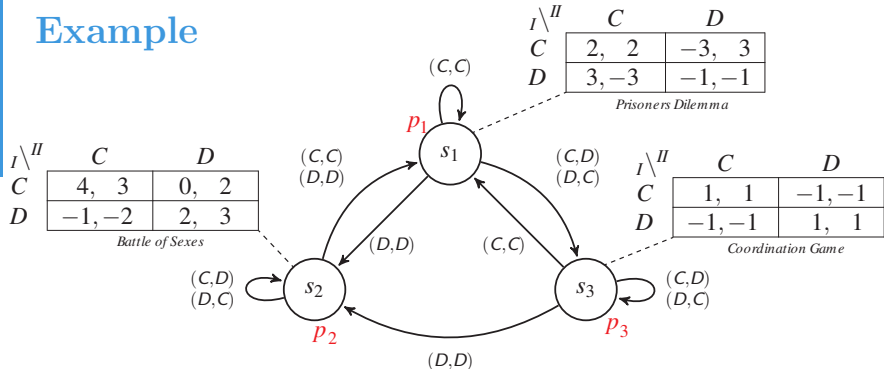 Example
I\II C D
C 2, 2 −3, 3
D 3,−3 −1,−1
Prisoners Dilemma
(C,C)
p1
s1
I\II C D
C 4, 3 0, 2
D −1,−2 2, 3
Battle of Sexes
(C,C)
(D,D)
(C,D)
(D,C)
I\II C D
C 1, 1 −1,−1
D −1,−1 1, 1
Coordination Game
(D,D)
(C,C)
(C,D)
(D,C)
s2
p2
s3
p3
(C,D)
(D,C)
(D,D)